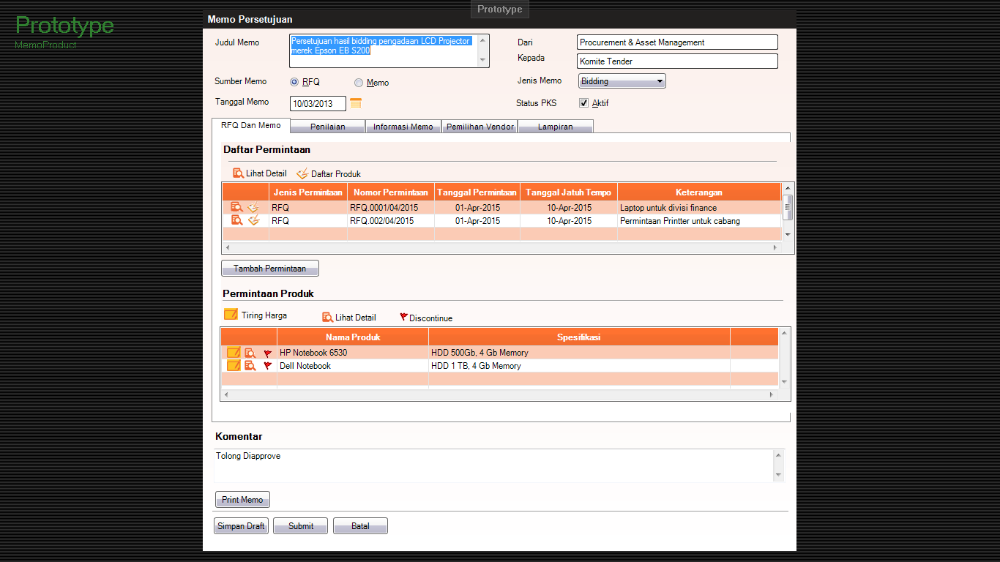 Prototype
Prototype
MemoProduct
Memo Persetujuan
Judul Memo
Persetujuan hasil bidding pengadaan LCD Projector
merek Epson EB S200
Dari
Procurement & Asset Management
Kepada
Komite Tender
Sumber Memo
RFQ
Memo
Jenis Memo
Bidding
Tanggal Memo
10/03/2013
Status PKS
Aktif
RFQ Dan Memo
Penilaian
Informasi Memo
Pemilihan Vendor
Lampiran
Daftar Permintaan
Lihat Detail
Daftar Produk
Jenis Permintaan Nomor Permintaan Tanggal Permintaan Tanggal Jatuh Tempo Keterangan
RFQ RFQ.0001/04/2015 01-Apr-2015 10-Apr-2015 Laptop untuk divisi finance
RFQ RFQ.002/04/2015 01-Apr-2015 10-Apr-2015 Permintaan Printter untuk cabang
Tambah Permintaan
Permintaan Produk
Tiring Harga
Lihat Detail
Discontinue
Nama Produk Spesifikasi
HP Notebook 6530 HDD 500Gb, 4 Gb Memory
Dell Notebook HDD 1 TB, 4 Gb Memory
Komentar
Tolong Diapprove
Print Memo
Simpan Draft
Submit
Batal